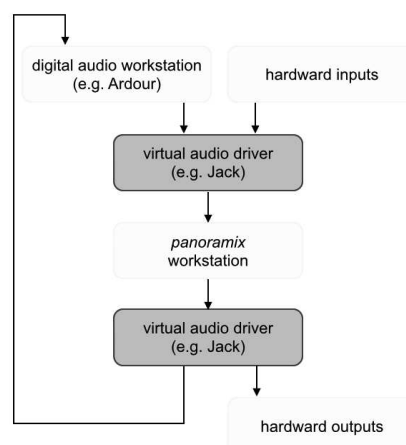 digital audio workstation
(e.g. Ardour)
hardward inputs
virtual audio driver
(e.g. Jack)
panoramix
workstation
virtual audio driver
(e.g. Jack)
hardward outputs